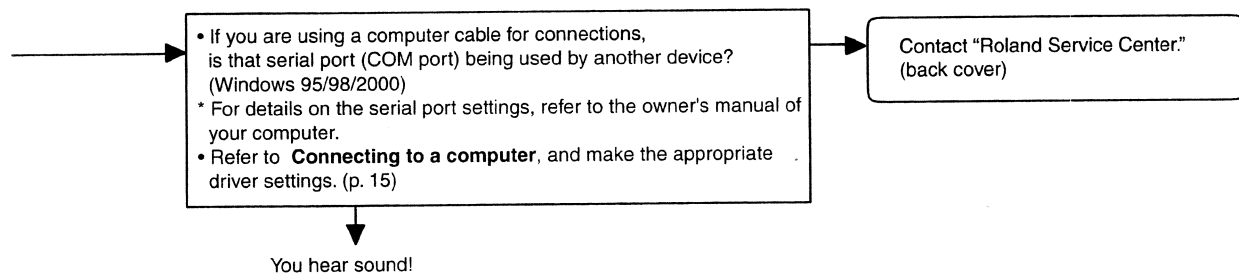 • If you are using a computer cable for connections,
is that serial port (COM port) being used by another device?
(Windows 95/98/2000)
* For details on the serial port settings, refer to the owner's manual of
your computer.
• Refer to Connecting to a computer, and make the appropriate
driver settings. (p. 15)
Contact “Roland Service Center.”
(back cover)
You hear sound!